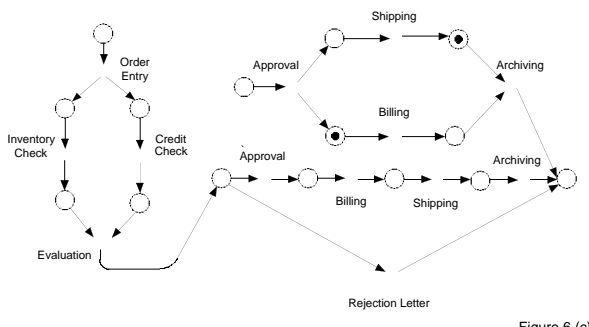 Shipping
Order
Entry
Approval
Archiving
Inventory
Check
Credit
Check
Billing
Approval
Archiving
Billing
Shipping
Evaluation
Rejection Letter
Figure 6 (c)